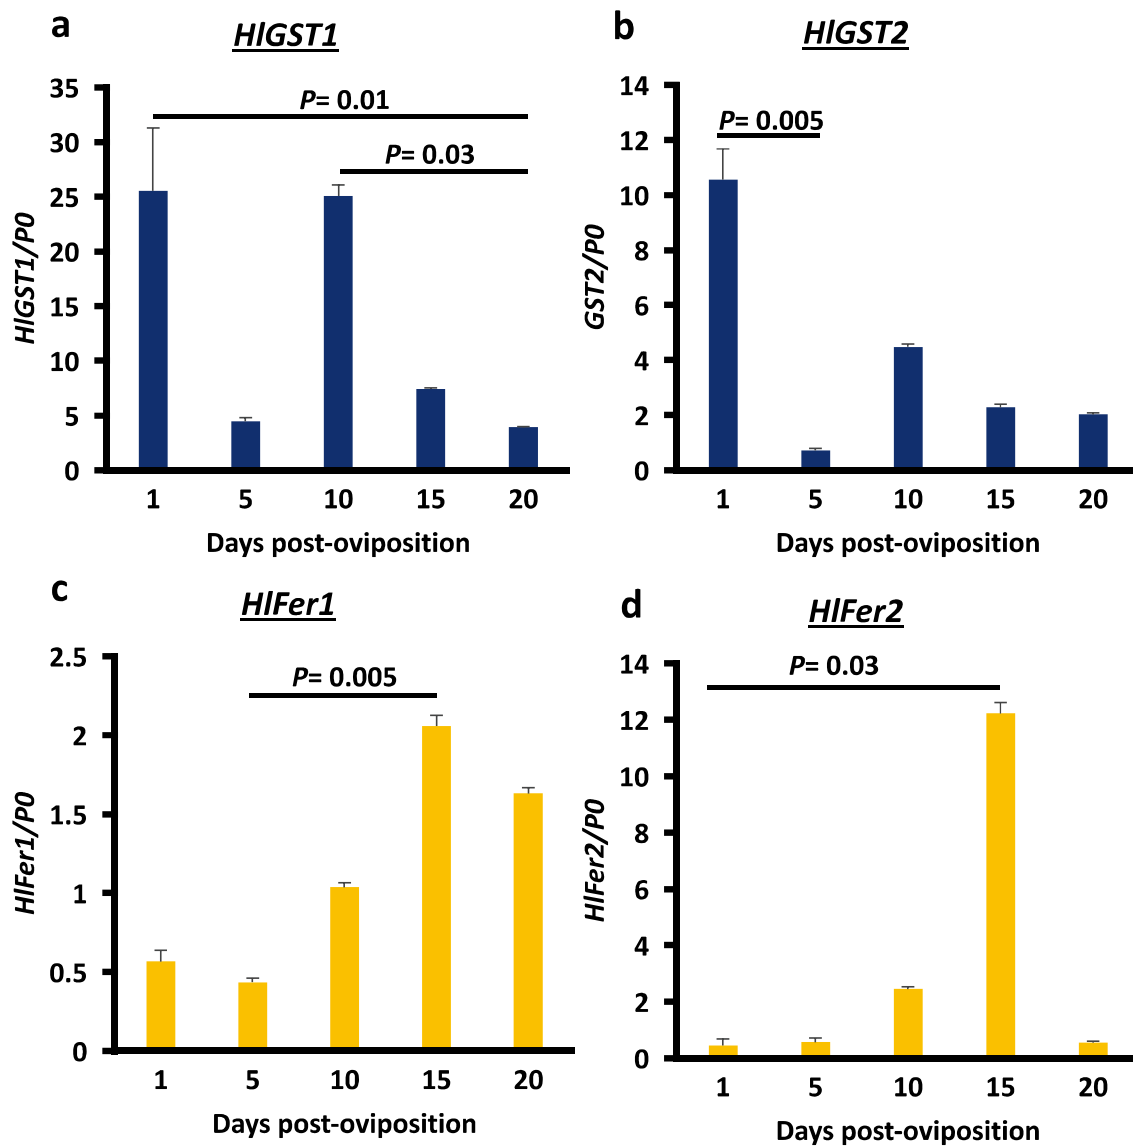 a
HlGST1
35
30
25
20
15
10
5
0
HlGST1/P0
P= 0.01
P= 0.03
1 5 10 15 20
Days post-oviposition
b
HlGST2
14
12
10
8
6
4
2
0
GST2/P0
P= 0.005
1 5 10 15 20
Days post-oviposition
c
HlFer1
2.5
2
1.5
1
0.5
0
HlFer1/P0
P= 0.005
1 5 10 15 20
Days post-oviposition
d
HlFer2
14
12
10
8
6
4
2
0
HlFer2/P0
P= 0.03
1 5 10 15 20
Days post-oviposition